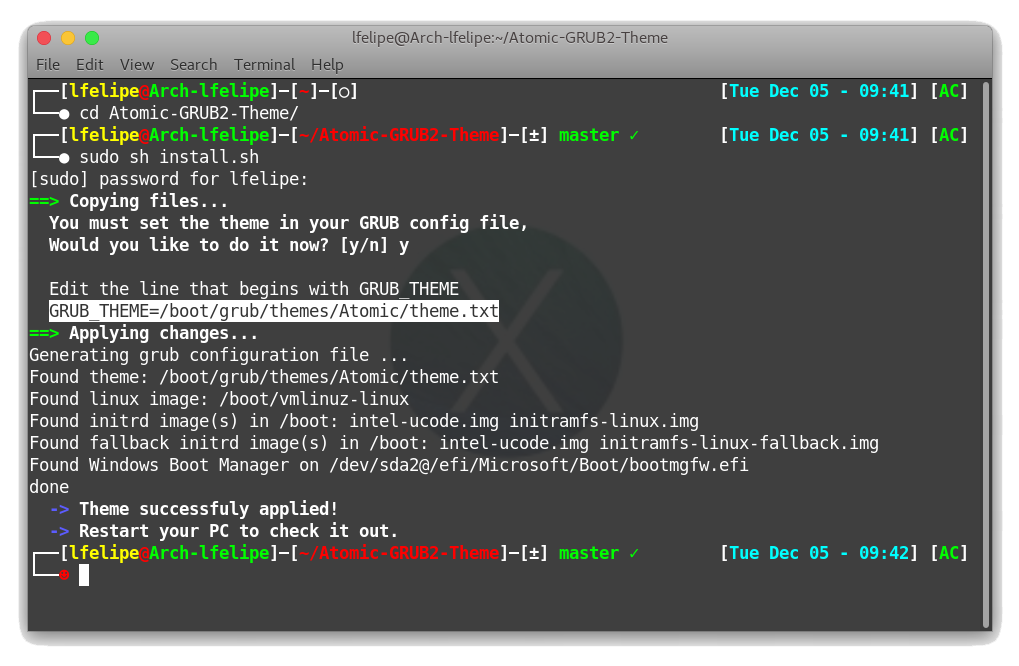 lfelipe@Arch-lfelipe:~/Atomic-GRUB2-Theme
File Edit View Search Terminal Help
┌──[lfelipe@Arch-lfelipe]─[~]─[○] [Tue Dec 05 - 09:41] [AC]
└──● cd Atomic-GRUB2-Theme/
┌──[lfelipe@Arch-lfelipe]─[~/Atomic-GRUB2-Theme]─[±] master ✓ [Tue Dec 05 - 09:41] [AC]
└──● sudo sh install.sh
[sudo] password for lfelipe:
==> Copying files...
You must set the theme in your GRUB config file,
Would you like to do it now? [y/n] y
Edit the line that begins with GRUB_THEME
GRUB_THEME=/boot/grub/themes/Atomic/theme.txt
==> Applying changes...
Generating grub configuration file ...
Found theme: /boot/grub/themes/Atomic/theme.txt
Found linux image: /boot/vmlinuz-linux
Found initrd image(s) in /boot: intel-ucode.img initramfs-linux.img
Found fallback initrd image(s) in /boot: intel-ucode.img initramfs-linux-fallback.img
Found Windows Boot Manager on /dev/sda2@/efi/Microsoft/Boot/bootmgfw.efi
done
-> Theme successfuly applied!
-> Restart your PC to check it out.
┌──[lfelipe@Arch-lfelipe]─[~/Atomic-GRUB2-Theme]─[±] master ✓ [Tue Dec 05 - 09:42] [AC]
└──●